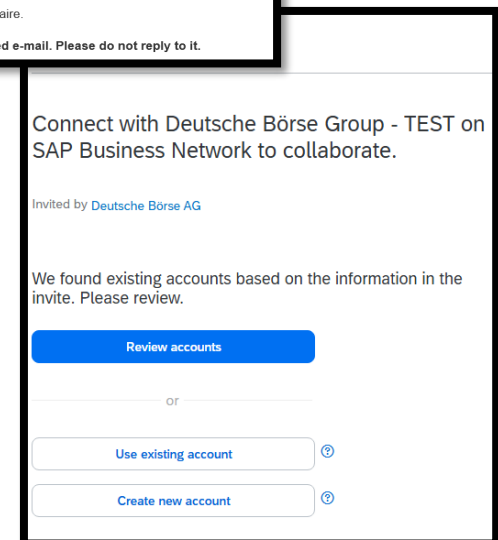 aire.
d e-mail. Please do not reply to it.
Connect with Deutsche Börse Group - TEST on
SAP Business Network to collaborate.
Invited by Deutsche Börse AG
We found existing accounts based on the information in the
invite. Please review.
Review accounts
or
Use existing account ?
Create new account ?